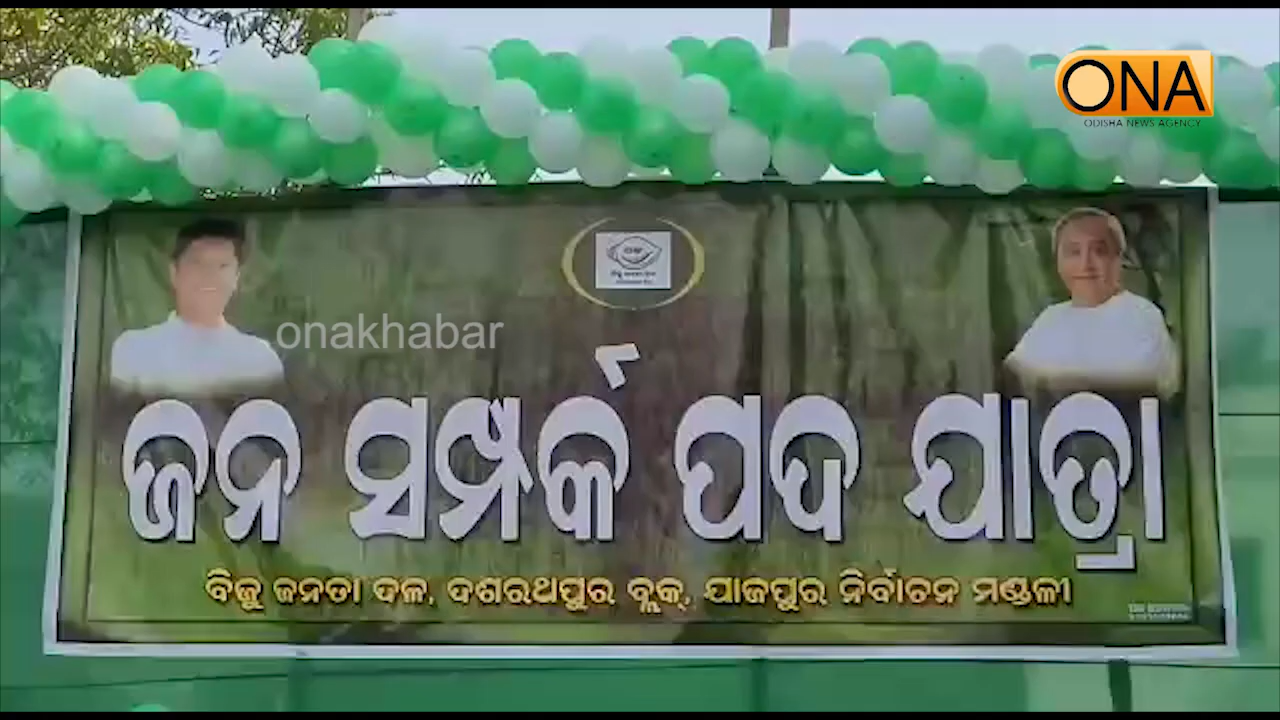 ONA
ODISHA NEWS AGENCY
onakhabar
ଜନ ସମ୍ପର୍କ ପଦ ଯାତ୍ରା
ବିଜୁ ଜନତା ଦଳ, ଦଶରଥପୁର ବ୍ଲକ୍, ଯାଜପୁର ନିର୍ବାଚନ ମଣ୍ଡଳୀ